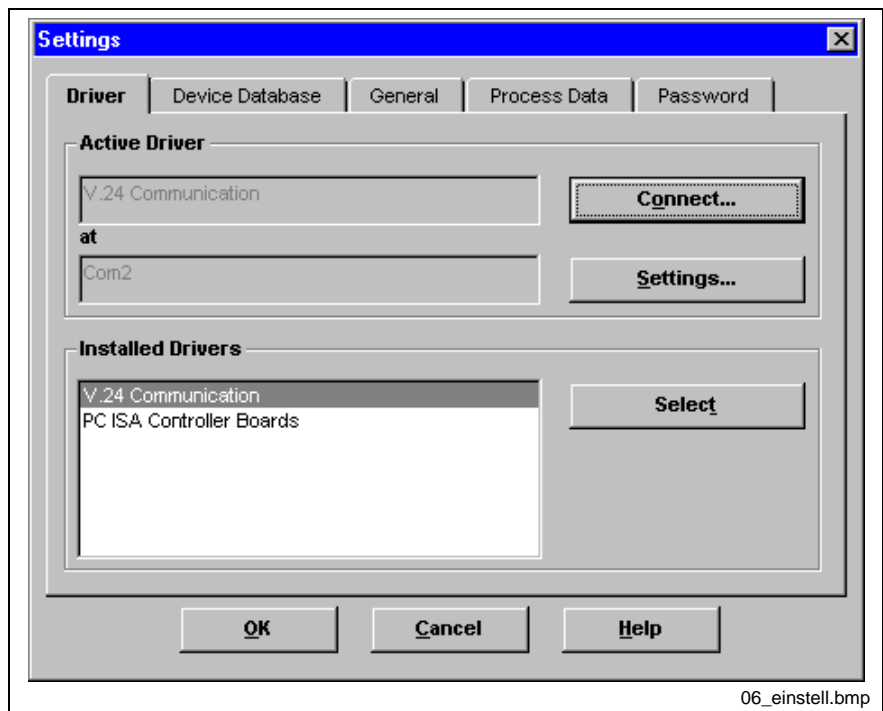 Settings
Driver Device Database General Process Data Password
Active Driver
V.24 Communication
Connect...
at
Com2
Settings...
Installed Drivers
V.24 Communication
PC ISA Controller Boards
Select
OK Cancel Help
06_einstell.bmp